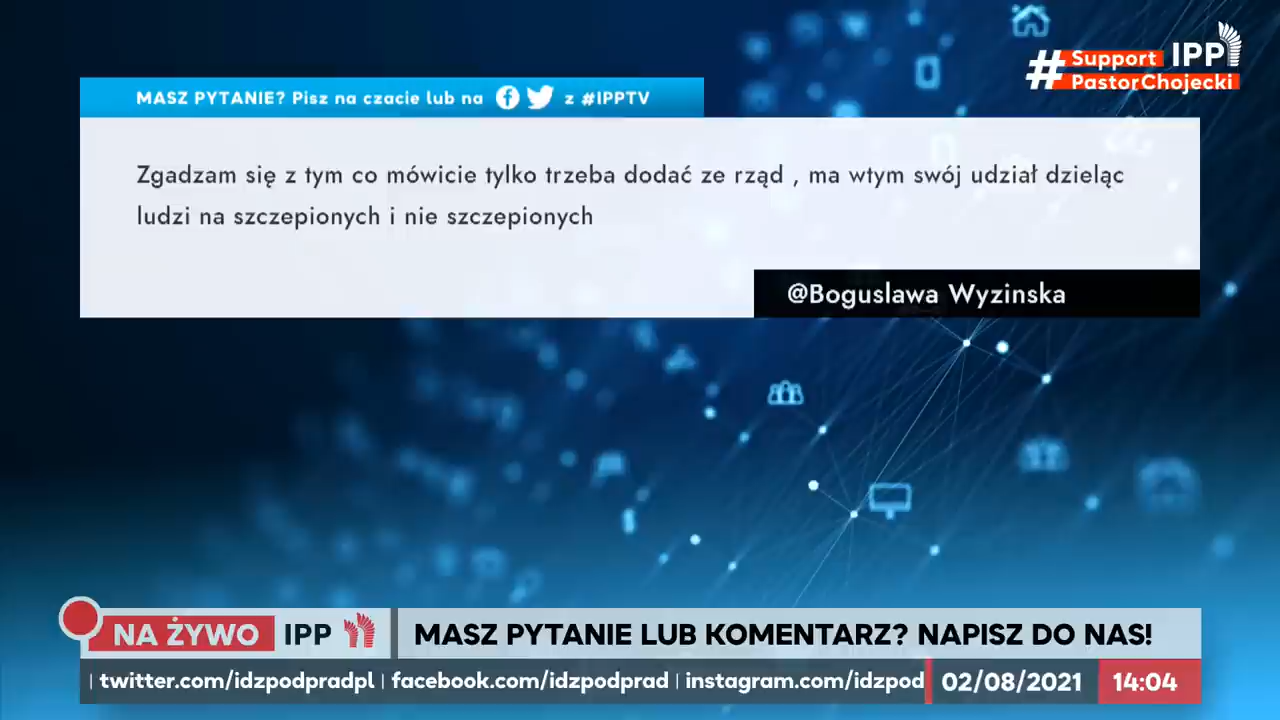 # Support IPP
PastorChojecki
MASZ PYTANIE? Pisz na czacie lub na z #IPPTV
Zgadzam się z tym co mówicie tylko trzeba dodać ze rząd , ma wtym swój udział dzieląc
ludzi na szczepionych i nie szczepionych
@Boguslawa Wyzinska
NA ŻYWO IPP MASZ PYTANIE LUB KOMENTARZ? NAPISZ DO NAS!
| twitter.com/idzpodpradpl | facebook.com/idzpodprad | instagram.com/idzpod 02/08/2021 14:04